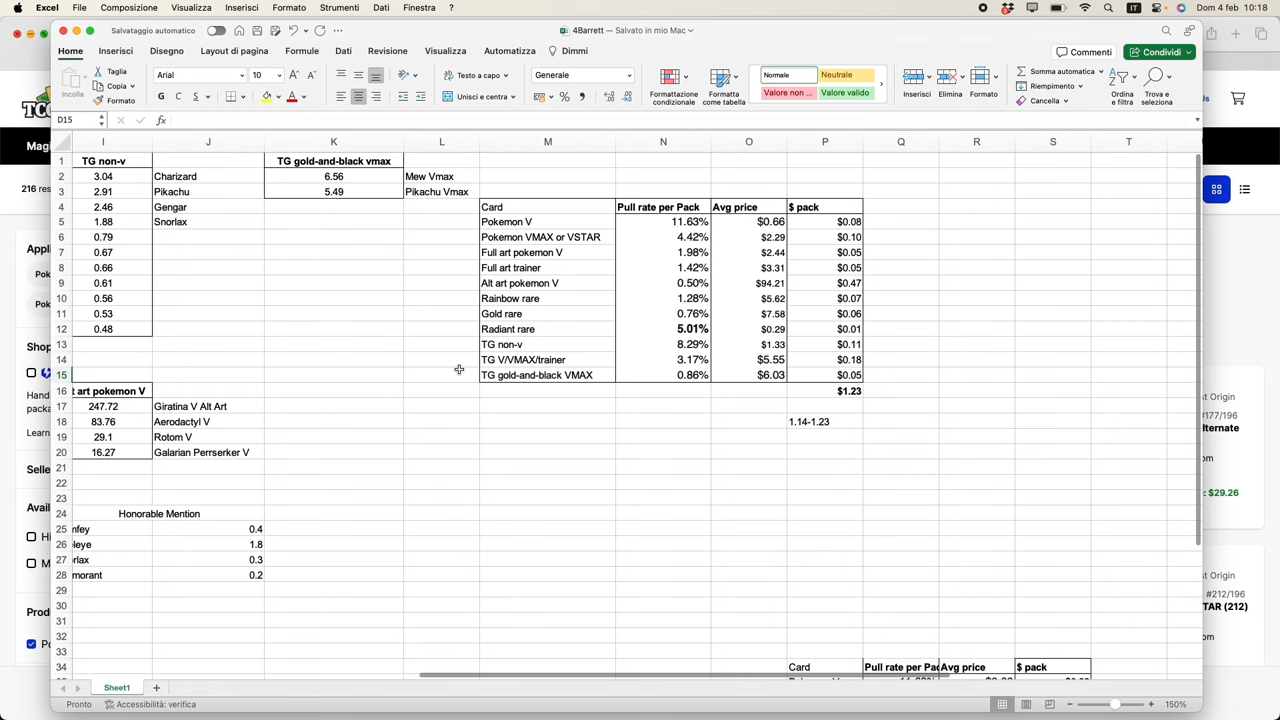 Excel File Composizione Visualizza Inserisci Formato Strumenti Dati Finestra ? IT Dom 4 feb 10:18
Salvataggio automatico 4Barrett — Salvato in mio Mac
Home Inserisci Disegno Layout di pagina Formule Dati Revisione Visualizza Automatizza Dimmi Commenti Condividi
Incolla Taglia Copia Formato
Arial 10 A A
G C S A
Testo a capo
Unisci e centra
Generale
% 9
Formattazione condizionale
Formatta come tabella
Normale Neutrale
Valore non ... Valore valido
Inserisci Elimina Formato
Somma automatica
Riempimento
Cancella
Ordina e filtra
Trova e seleziona
D15 fx
I J K L M N O P Q R S T
1 TG non-v TG gold-and-black vmax
2 3.04 Charizard 6.56 Mew Vmax
3 2.91 Pikachu 5.49 Pikachu Vmax
4 2.46 Gengar Card Pull rate per Pack Avg price $ pack
5 1.88 Snorlax Pokemon V 11.63% $0.66 $0.08
6 0.79 Pokemon VMAX or VSTAR 4.42% $2.29 $0.10
7 0.67 Full art pokemon V 1.98% $2.44 $0.05
8 0.66 Full art trainer 1.42% $3.31 $0.05
9 0.61 Alt art pokemon V 0.50% $94.21 $0.47
10 0.56 Rainbow rare 1.28% $5.62 $0.07
11 0.53 Gold rare 0.76% $7.58 $0.06
12 0.48 Radiant rare 5.01% $0.29 $0.01
13 TG non-v 8.29% $1.33 $0.11
14 TG V/VMAX/trainer 3.17% $5.55 $0.18
15 TG gold-and-black VMAX 0.86% $6.03 $0.05
16 t art pokemon V $1.23
17 247.72 Giratina V Alt Art
18 83.76 Aerodactyl V 1.14-1.23
19 29.1 Rotom V
20 16.27 Galarian Perrserker V
21
22
23
24 Honorable Mention
25 mfey 0.4
26 leye 1.8
27 rlax 0.3
28 morant 0.2
29
30
31
32
33
34 Card Pull rate per Pac Avg price $ pack
Sheet1 +
Pronto Accessibilità: verifica 150%
TCG
Magi
216 res
Appli
Pok
Pok
Shop
Hand
packa
Learn
Selle
Avail
Hi
M
Prod
Po
Us
st Origin
#177/196
lternate
om
: $29.26
st Origin
#212/196
TAR (212)
om